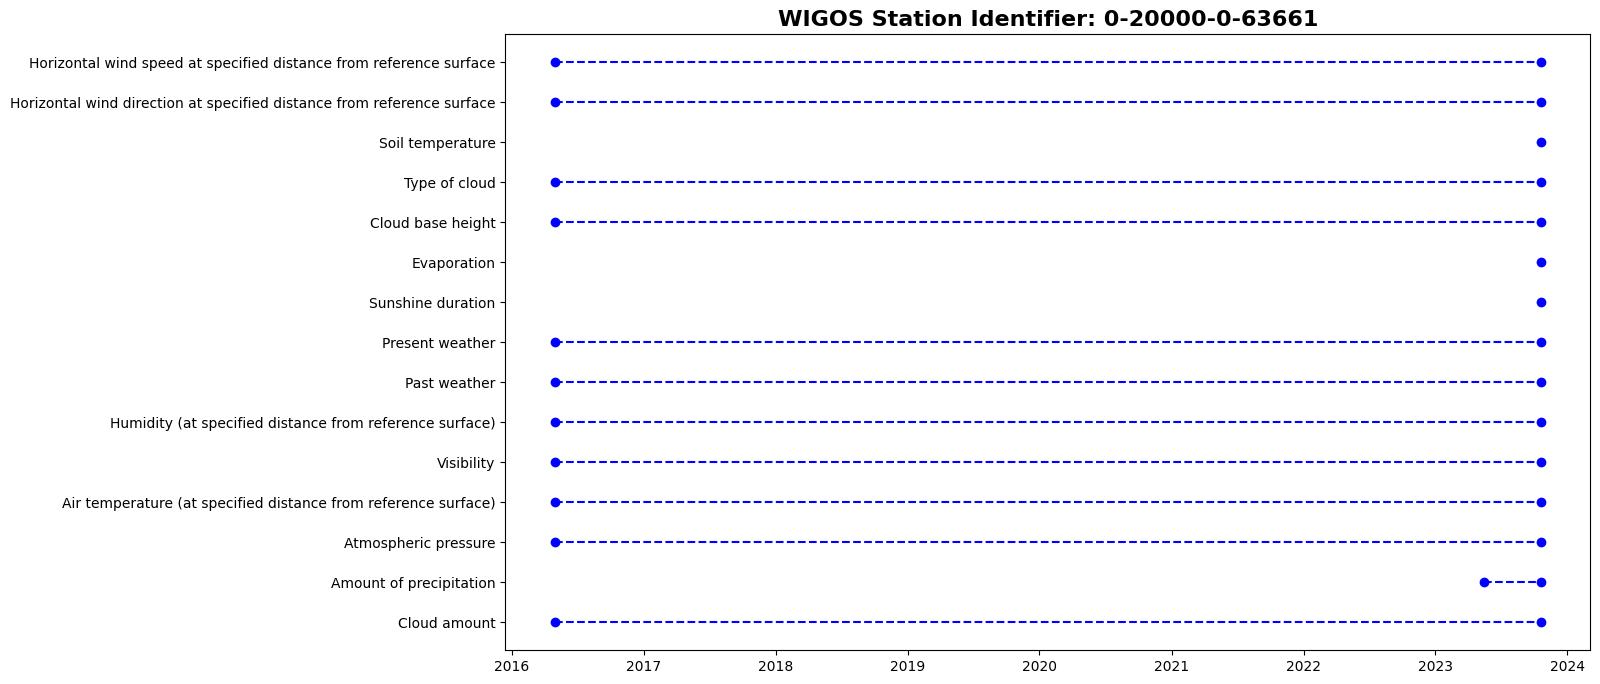 WIGOS Station Identifier: 0-20000-0-63661
Horizontal wind speed at specified distance from reference surface
Horizontal wind direction at specified distance from reference surface
Soil temperature
Type of cloud
Cloud base height
Evaporation
Sunshine duration
Present weather
Past weather
Humidity (at specified distance from reference surface)
Visibility
Air temperature (at specified distance from reference surface)
Atmospheric pressure
Amount of precipitation
Cloud amount
2016 2017 2018 2019 2020 2021 2022 2023 2024